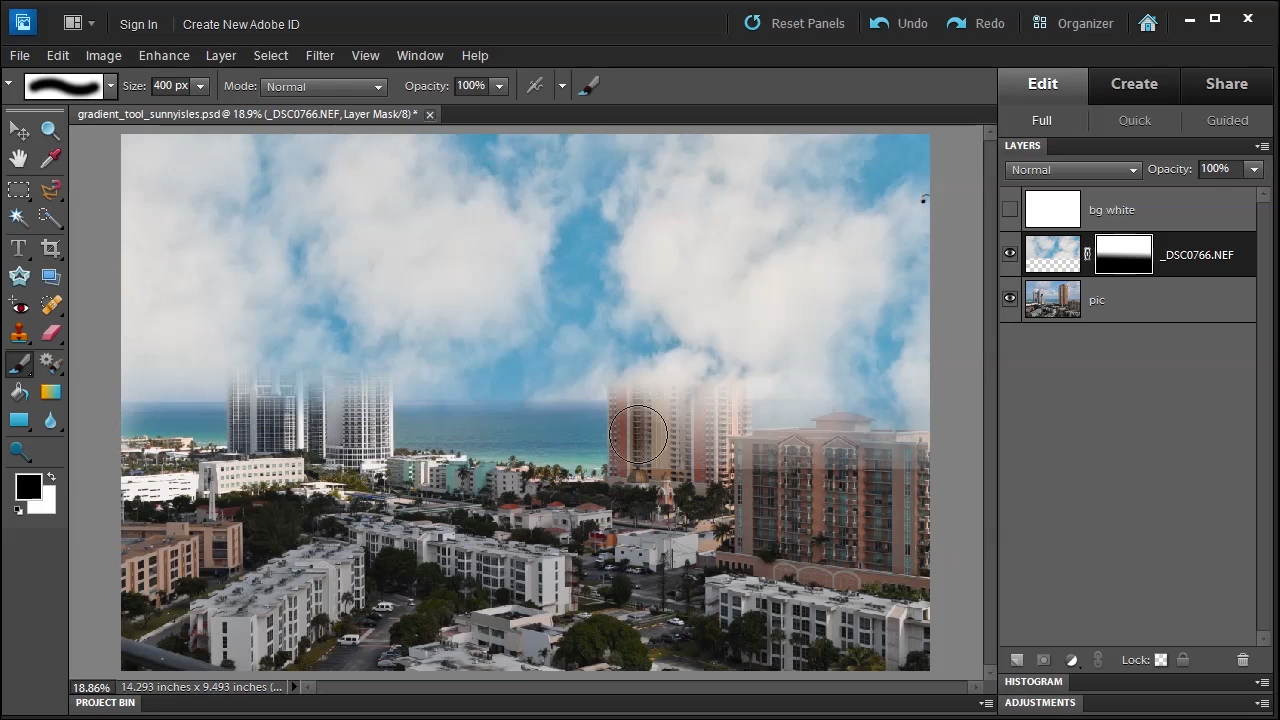 Sign In Create New Adobe ID Reset Panels Undo Redo Organizer
File Edit Image Enhance Layer Select Filter View Window Help
Size: 400 px Mode: Normal Opacity: 100% Edit Create Share
gradient_tool_sunnyisles.psd @ 18.9% (_DSC0766.NEF, Layer Mask/8) * Full Quick Guided
LAYERS
Normal Opacity: 100%
bg white
_DSC0766.NEF
pic
Lock:
HISTOGRAM
18.86% 14.293 inches x 9.493 inches (...
PROJECT BIN ADJUSTMENTS